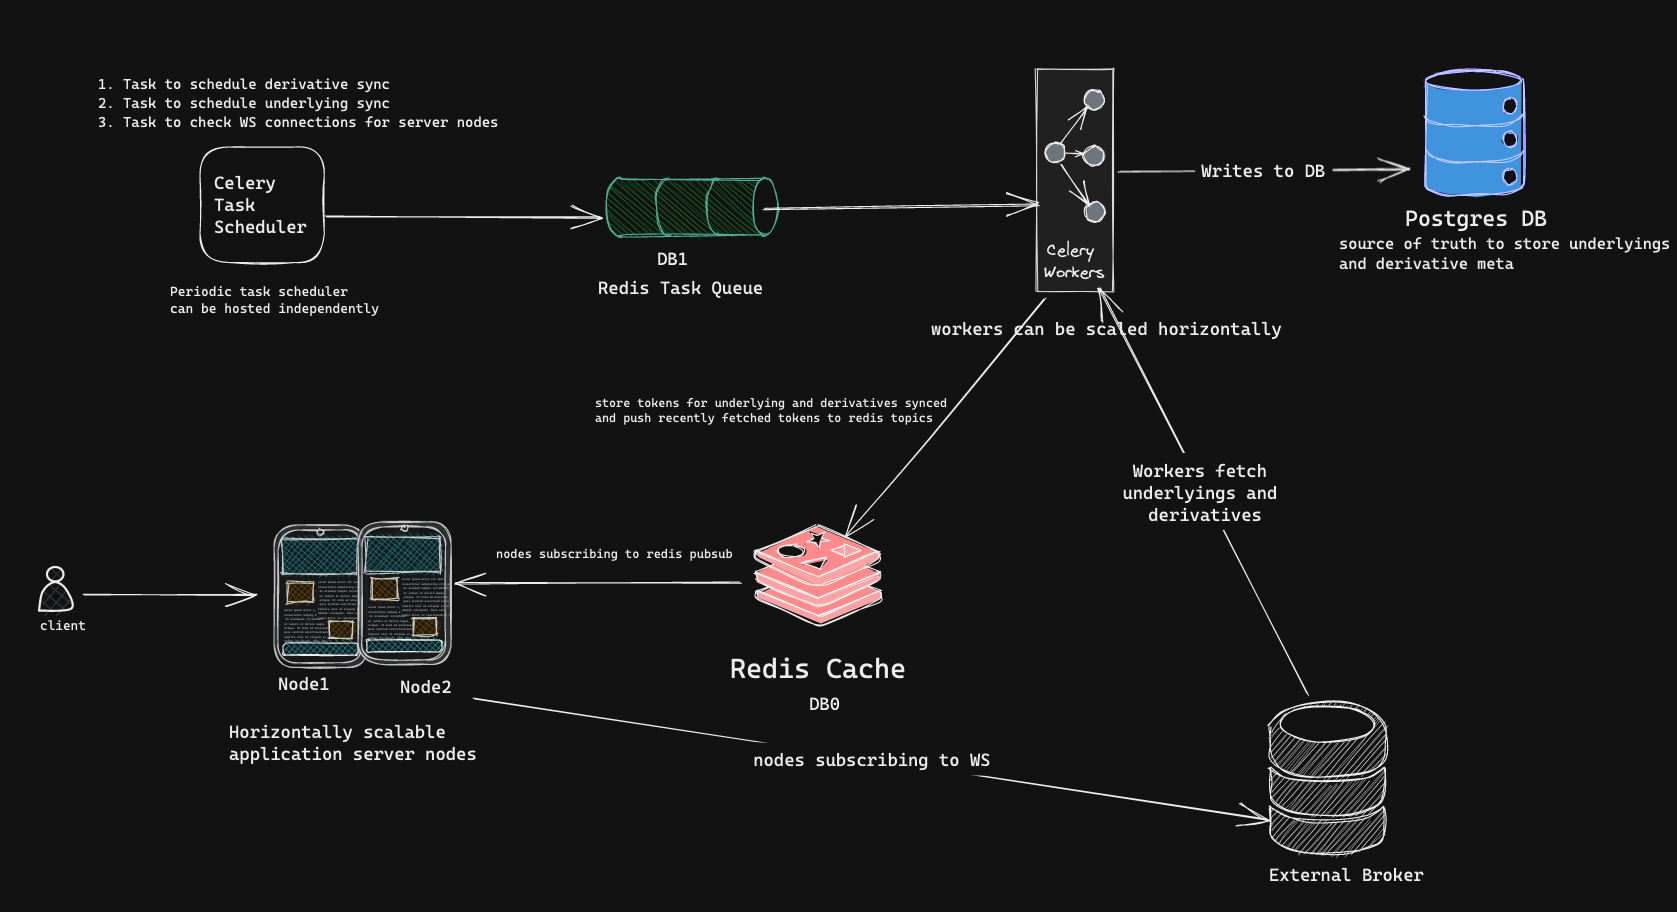 1. Task to schedule derivative sync
2. Task to schedule underlying sync
3. Task to check WS connections for server nodes
Celery
Task
Scheduler
Periodic task scheduler
can be hosted independently
DB1
Redis Task Queue
Celery
Workers
workers can be scaled horizontally
Writes to DB
Postgres DB
source of truth to store underlyings
and derivative meta
store tokens for underlying and derivatives synced
and push recently fetched tokens to redis topics
Workers fetch
underlyings and
derivatives
client
Node1
Node2
Horizontally scalable
application server nodes
nodes subscribing to redis pubsub
Redis Cache
DB0
nodes subscribing to WS
External Broker